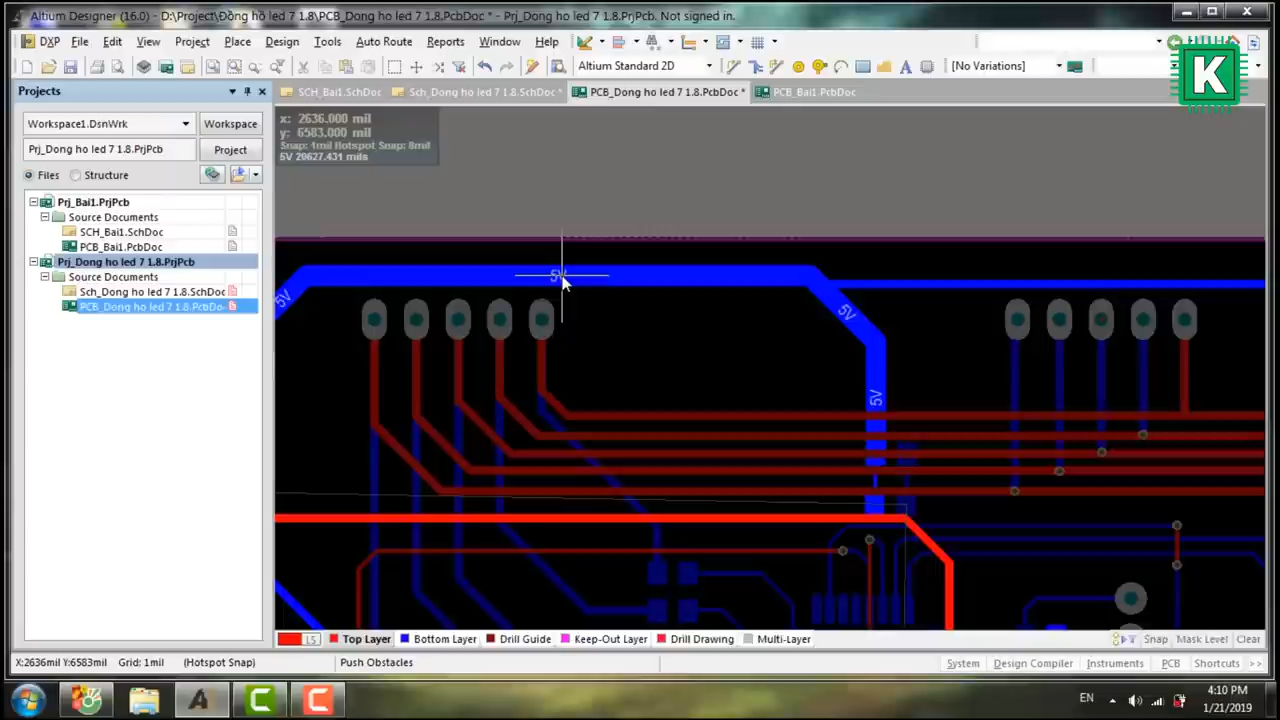 Altium Designer (16.0) - D:\Project\Đồng hồ led 7 1.8\PCB_Dong ho led 7 1.8.PcbDoc * - Prj_Dong ho led 7 1.8.PrjPcb. Not signed in.
DXP File Edit View Project Place Design Tools Auto Route Reports Window Help
Altium Standard 2D
[No Variations]
K
Projects
SCH_Bai1.SchDoc
Sch_Dong ho led 7 1.8.SchDoc *
PCB_Dong ho led 7 1.8.PcbDoc *
PCB_Bai1.PcbDoc
Workspace1.DsnWrk
Workspace
Prj_Dong ho led 7 1.8.PrjPcb
Project
Files
Structure
Prj_Bai1.PrjPcb
Source Documents
SCH_Bai1.SchDoc
PCB_Bai1.PcbDoc
Prj_Dong ho led 7 1.8.PrjPcb
Source Documents
Sch_Dong ho led 7 1.8.SchDoc
PCB_Dong ho led 7 1.8.PcbDo
x: 2636.000 mil
y: 6583.000 mil
Snap: 1mil Hotspot Snap: 8mil
5V 20627.431 mils
5V
5V
5V
5V
LS
Top Layer
Bottom Layer
Drill Guide
Keep-Out Layer
Drill Drawing
Multi-Layer
Snap
Mask Level
Clear
X:2636mil Y:6583mil Grid: 1mil (Hotspot Snap)
Push Obstacles
System
Design Compiler
Instruments
PCB
Shortcuts
>>
EN
4:10 PM
1/21/2019